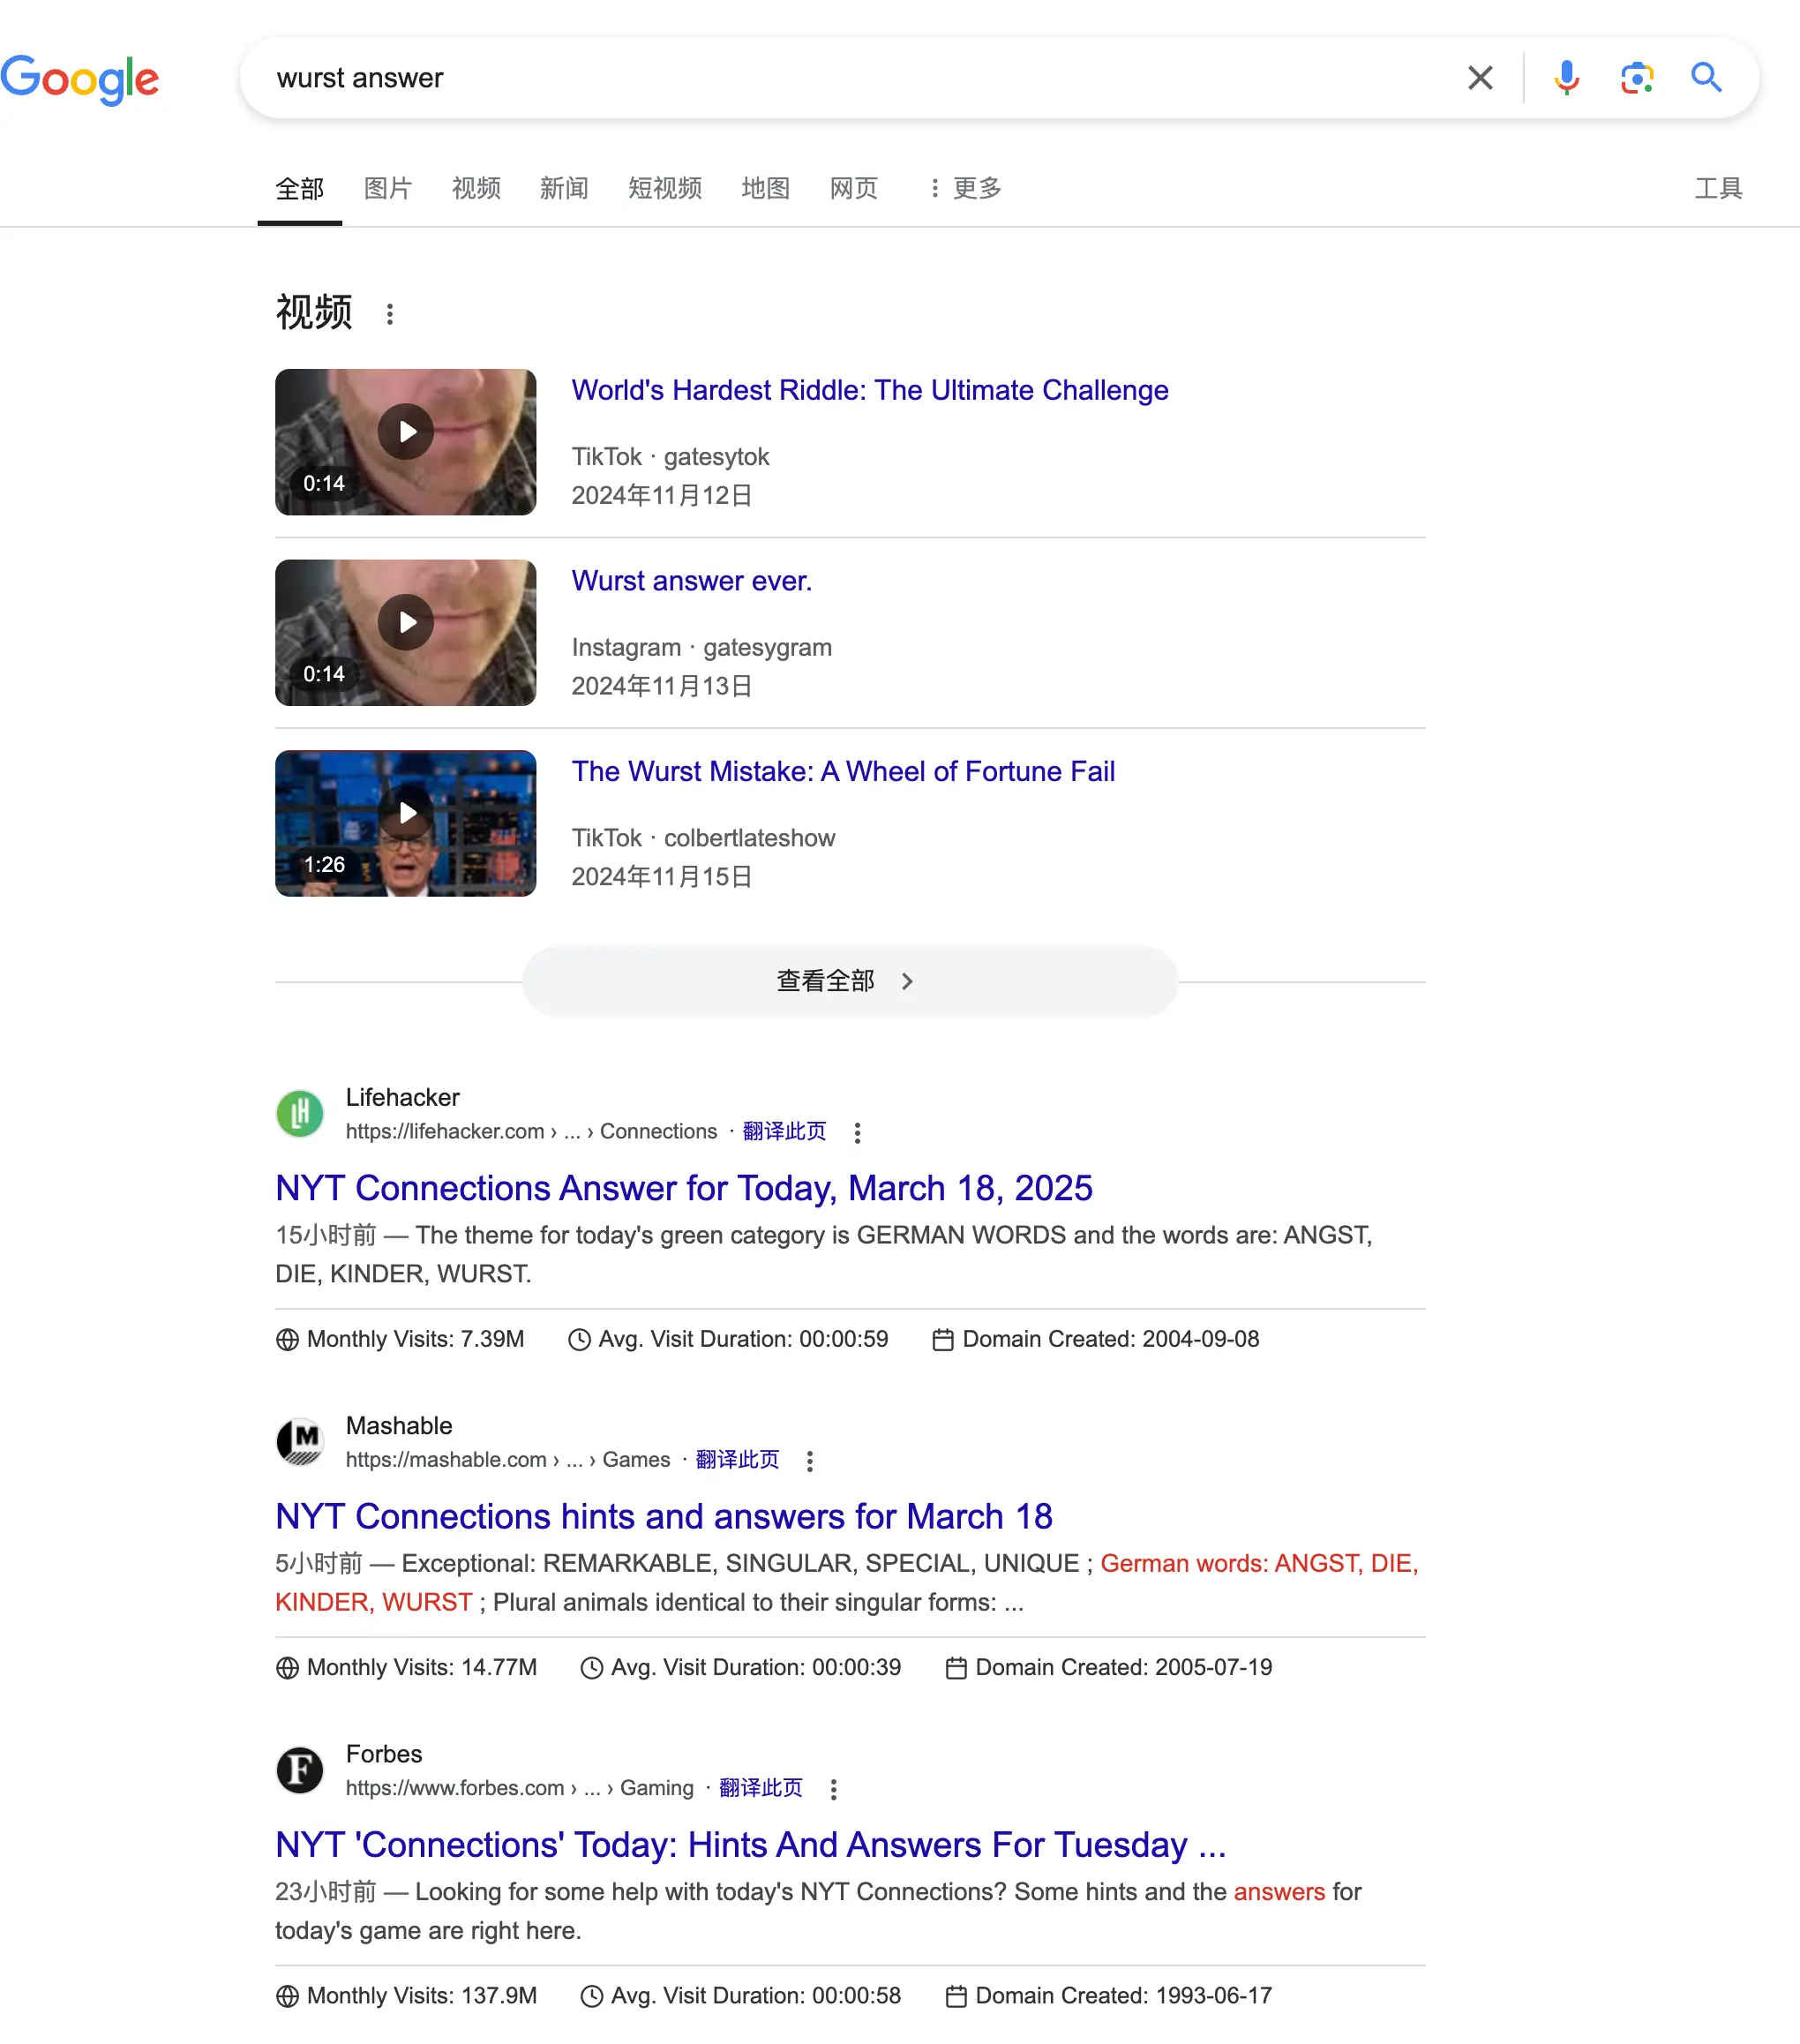 Google
wurst answer
全部 图片 视频 新闻 短视频 地图 网页 更多 工具
视频
0:14
World's Hardest Riddle: The Ultimate Challenge
TikTok · gatesytok
2024年11月12日
0:14
Wurst answer ever.
Instagram · gatesygram
2024年11月13日
1:26
The Wurst Mistake: A Wheel of Fortune Fail
TikTok · colbertlateshow
2024年11月15日
查看全部
LH
Lifehacker
https://lifehacker.com › ... › Connections · 翻译此页
NYT Connections Answer for Today, March 18, 2025
15小时前 — The theme for today's green category is GERMAN WORDS and the words are: ANGST,
DIE, KINDER, WURST.
Monthly Visits: 7.39M Avg. Visit Duration: 00:00:59 Domain Created: 2004-09-08
M
Mashable
https://mashable.com › ... › Games · 翻译此页
NYT Connections hints and answers for March 18
5小时前 — Exceptional: REMARKABLE, SINGULAR, SPECIAL, UNIQUE ; German words: ANGST, DIE,
KINDER, WURST ; Plural animals identical to their singular forms: ...
Monthly Visits: 14.77M Avg. Visit Duration: 00:00:39 Domain Created: 2005-07-19
F
Forbes
https://www.forbes.com › ... › Gaming · 翻译此页
NYT 'Connections' Today: Hints And Answers For Tuesday ...
23小时前 — Looking for some help with today's NYT Connections? Some hints and the answers for
today's game are right here.
Monthly Visits: 137.9M Avg. Visit Duration: 00:00:58 Domain Created: 1993-06-17